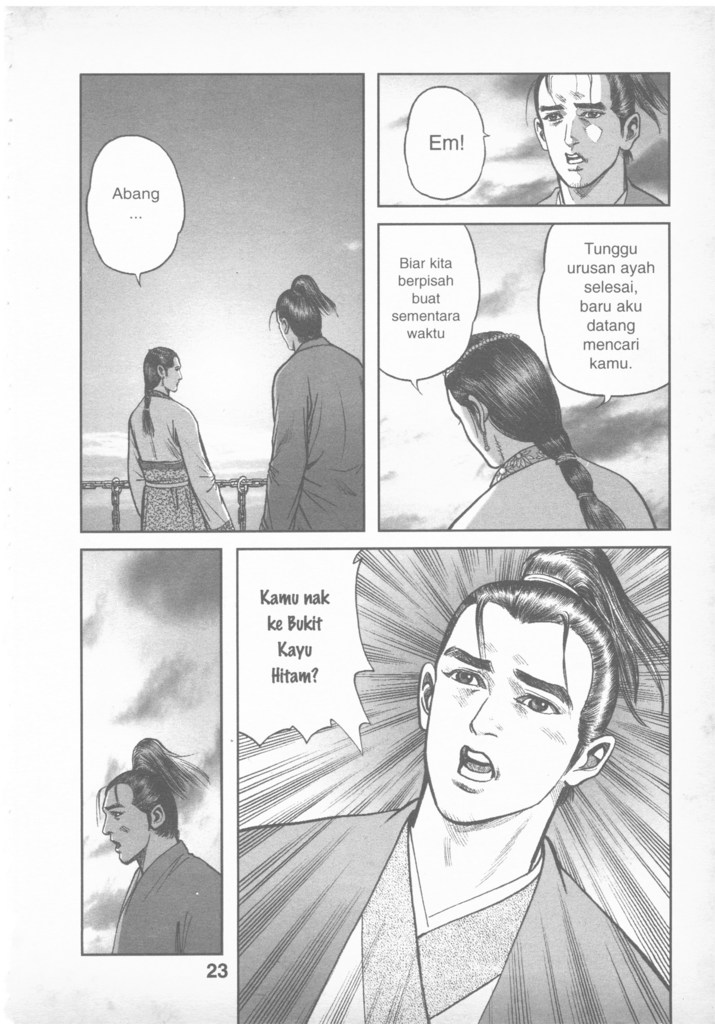 Abang
...
Em!
Biar kita
berpisah
buat
sementara
waktu
Tunggu
urusan ayah
selesai,
baru aku
datang
mencari
kamu.
Kamu nak
ke Bukit
Kayu
Hitam?
23